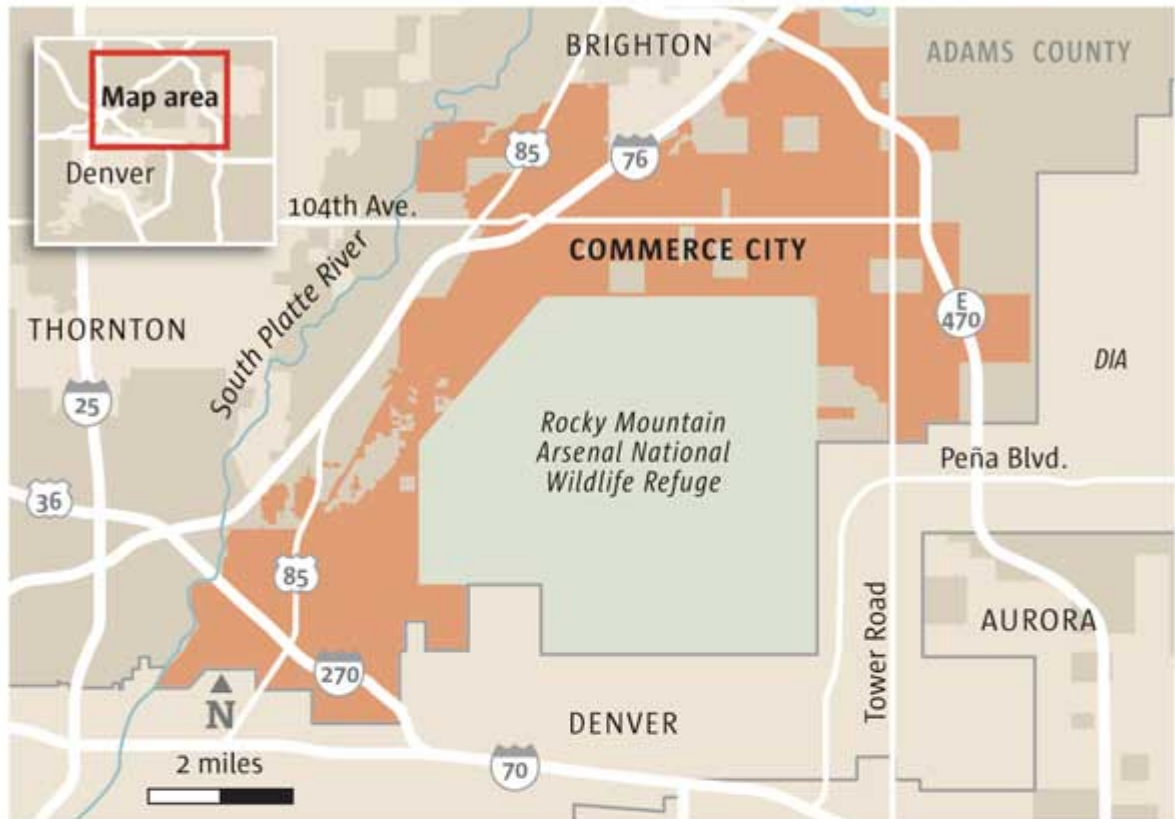 BRIGHTON
ADAMS COUNTY
Map area
85
76
Denver
104th Ave.
COMMERCE CITY
South Platte River
THORNTON
E
470
DIA
25
Rocky Mountain
Arsenal National
Wildlife Refuge
Peña Blvd.
36
85
AURORA
Tower Road
270
N
DENVER
2 miles
70